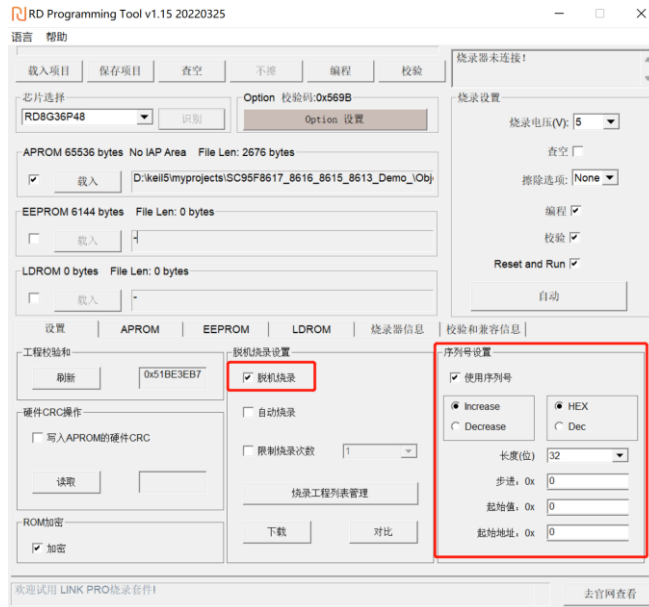 RD Programming Tool v1.15 20220325
语言 帮助
载入项目 保存项目 查空 不擦 编程 校验
烧录器未连接!
芯片选择
RD8G36P48 识别
Option 校验码:0x569B
Option 设置
烧录设置
烧录电压(V): 5
查空
擦除选项: None
编程
校验
Reset and Run
自动
APROM 65536 bytes No IAP Area File Len: 2676 bytes
载入 D:\keil5\myprojects\SC95F8617_8616_8615_8613_Demo_\Obj
EEPROM 6144 bytes File Len: 0 bytes
载入 -
LDROM 0 bytes File Len: 0 bytes
载入 -
设置 APROM EEPROM LDROM 烧录器信息 校验和兼容信息
工程校验和
刷新 0x51BE3EB7
硬件CRC操作
写入APROM的硬件CRC
读取
ROM加密
加密
脱机烧录设置
脱机烧录
自动烧录
限制烧录次数 1
烧录工程列表管理
下载 对比
序列号设置
使用序列号
Increase HEX
Decrease Dec
长度(位) 32
步进: 0x 0
起始值: 0x 0
起始地址: 0x 0
欢迎试用 LINK PRO烧录套件!
去官网查看